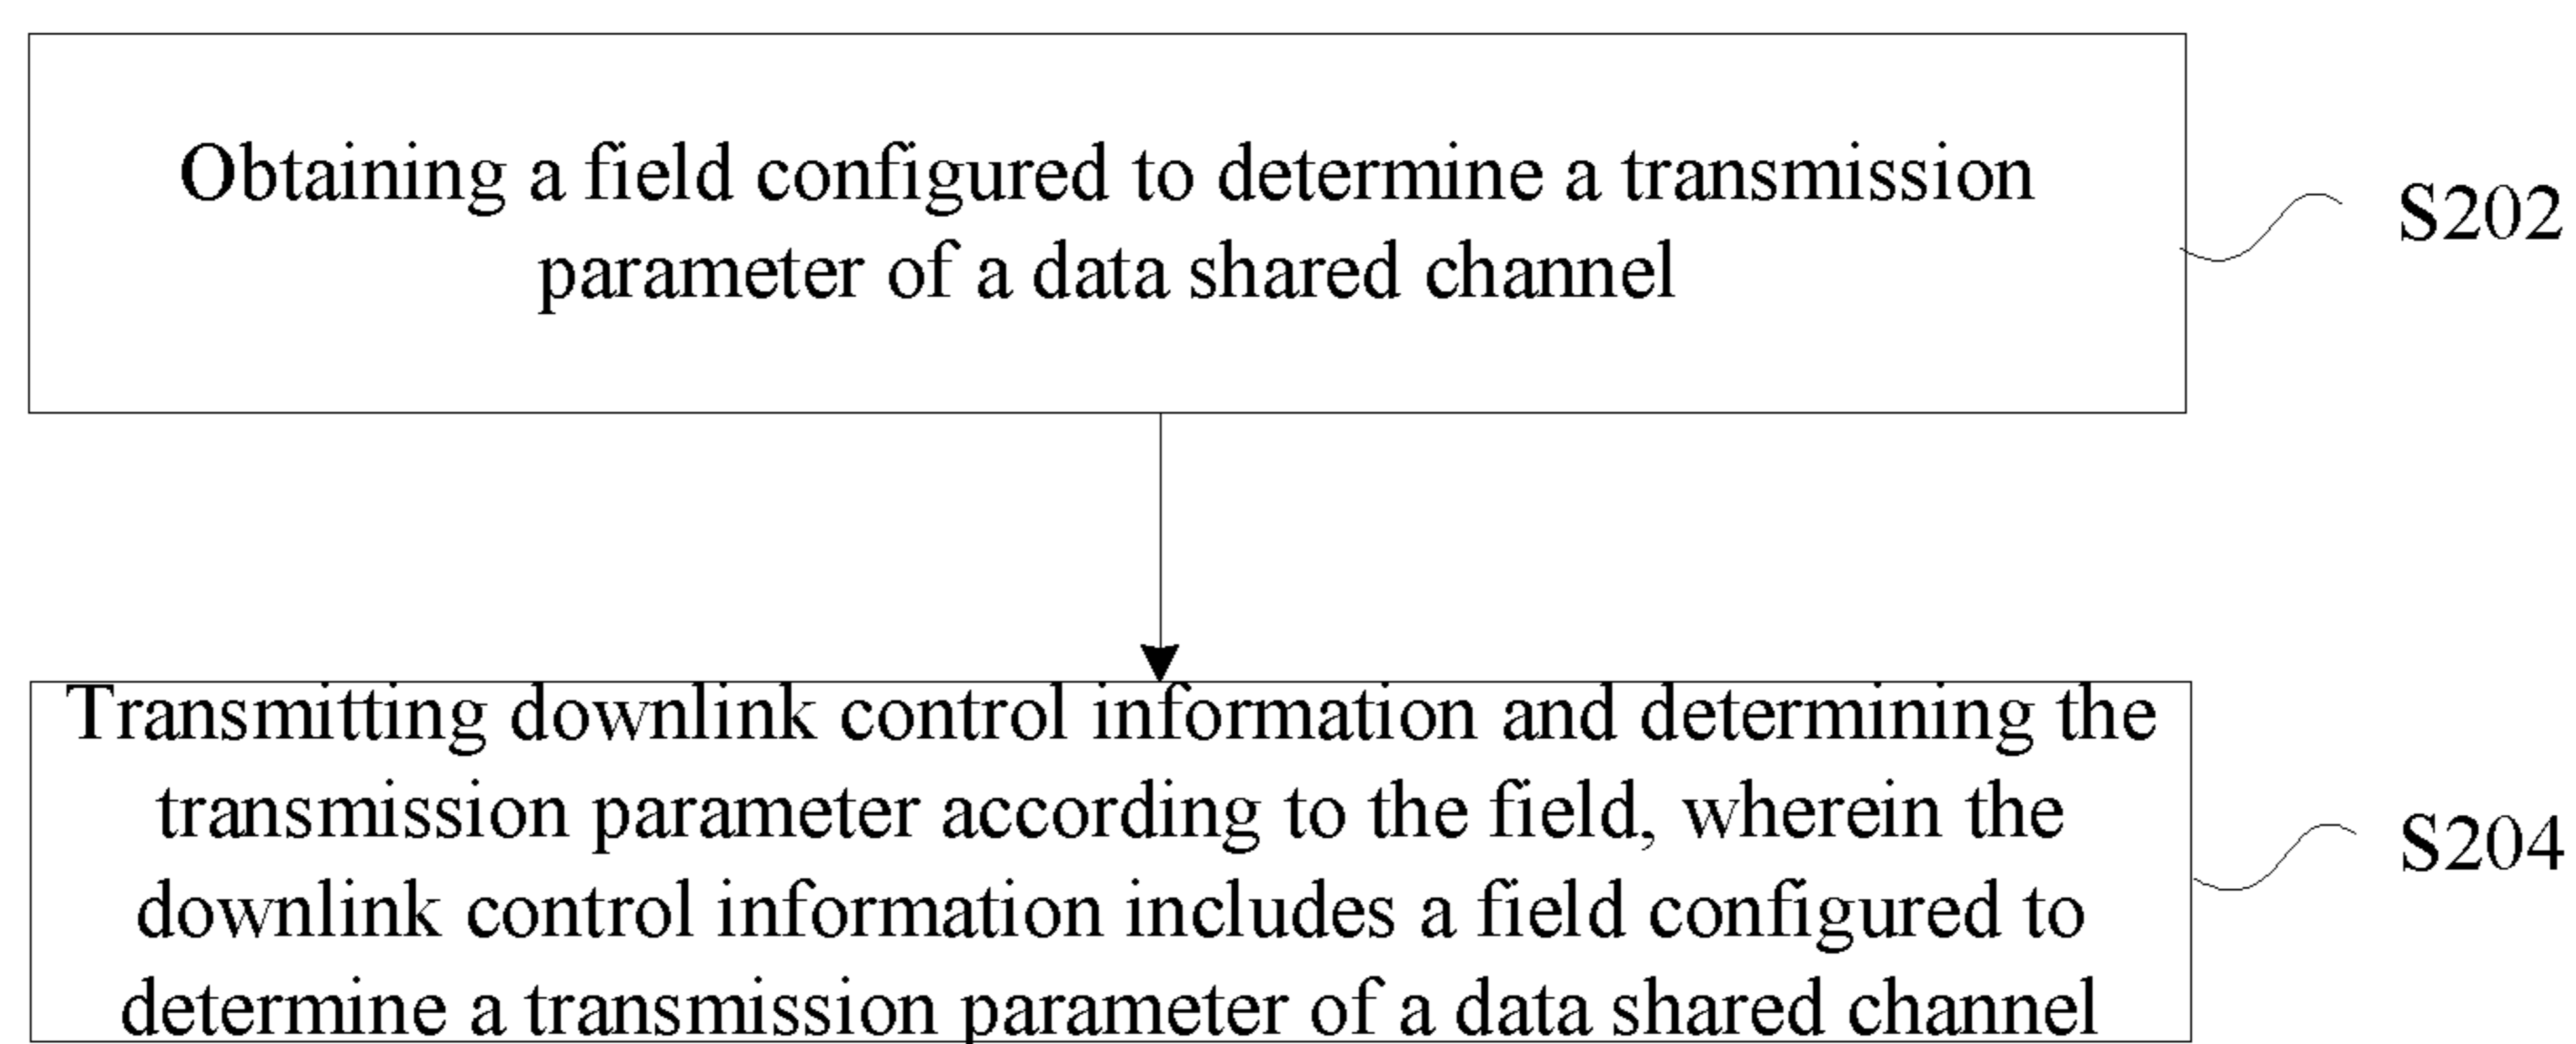 Obtaining a field configured to determine a transmission
parameter of a data shared channel
S202
Transmitting downlink control information and determining the
transmission parameter according to the field, wherein the
downlink control information includes a field configured to
determine a transmission parameter of a data shared channel
S204